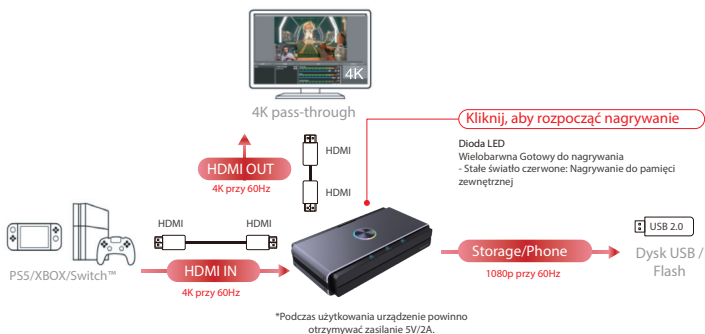 4K
4K pass-through
Kliknij, aby rozpocząć nagrywanie
Dioda LED
Wielobarwna Gotowy do nagrywania
- Stałe światło czerwone: Nagrywanie do pamięci
zewnętrznej
HDMI
HDMI OUT
4K przy 60Hz
HDMI
HDMI
HDMI
HDMI IN
4K przy 60Hz
PS5/XBOX/Switch™
Storage/Phone
1080p przy 60Hz
USB 2.0
Dysk USB /
Flash
*Podczas użytkowania urządzenie powinno
otrzymywać zasilanie 5V/2A.